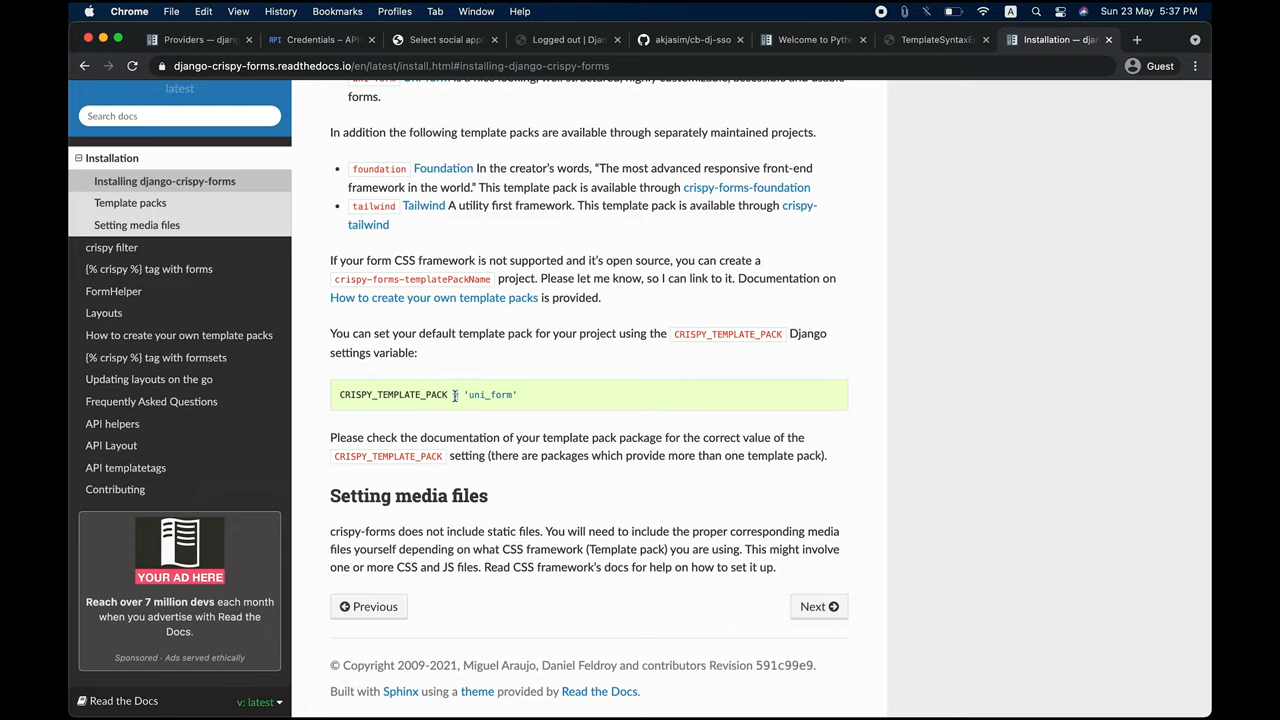 Chrome File Edit View History Bookmarks Profiles Tab Window Help A Sun 23 May 5:37 PM
Providers — djang
API Credentials – APIs
Select social appl
Logged out | Djan
akjasim/cb-dj-sso
Welcome to Pytho
TemplateSyntaxE
Installation — djan
django-crispy-forms.readthedocs.io/en/latest/install.html#installing-django-crispy-forms
Guest
latest
Search docs
Installation
Installing django-crispy-forms
Template packs
Setting media files
crispy filter
{% crispy %} tag with forms
FormHelper
Layouts
How to create your own template packs
{% crispy %} tag with formsets
Updating layouts on the go
Frequently Asked Questions
API helpers
API Layout
API templatetags
Contributing
YOUR AD HERE
Reach over 7 million devs each month
when you advertise with Read the
Docs.
Sponsored · Ads served ethically
Read the Docs
v: latest
forms.
In addition the following template packs are available through separately maintained projects.
foundation Foundation In the creator's words, “The most advanced responsive front-end
framework in the world.” This template pack is available through crispy-forms-foundation
tailwind Tailwind A utility first framework. This template pack is available through crispy-
tailwind
If your form CSS framework is not supported and it's open source, you can create a
crispy-forms-templatePackName project. Please let me know, so I can link to it. Documentation on
How to create your own template packs is provided.
You can set your default template pack for your project using the CRISPY_TEMPLATE_PACK Django
settings variable:
CRISPY_TEMPLATE_PACK = 'uni_form'
Please check the documentation of your template pack package for the correct value of the
CRISPY_TEMPLATE_PACK setting (there are packages which provide more than one template pack).
Setting media files
crispy-forms does not include static files. You will need to include the proper corresponding media
files yourself depending on what CSS framework (Template pack) you are using. This might involve
one or more CSS and JS files. Read CSS framework's docs for help on how to set it up.
Previous
Next
© Copyright 2009-2021, Miguel Araujo, Daniel Feldroy and contributors Revision 591c99e9.
Built with Sphinx using a theme provided by Read the Docs.